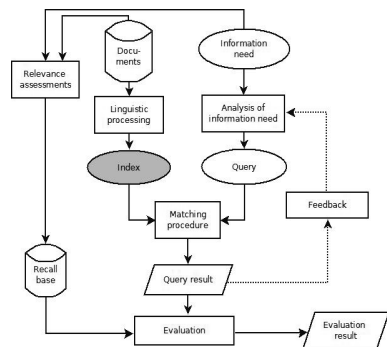 Docu-
ments
Information
need
Relevance
assessments
Linguistic
processing
Analysis of
information need
Index
Query
Matching
procedure
Feedback
Recall
base
Query result
Evaluation
Evaluation
result